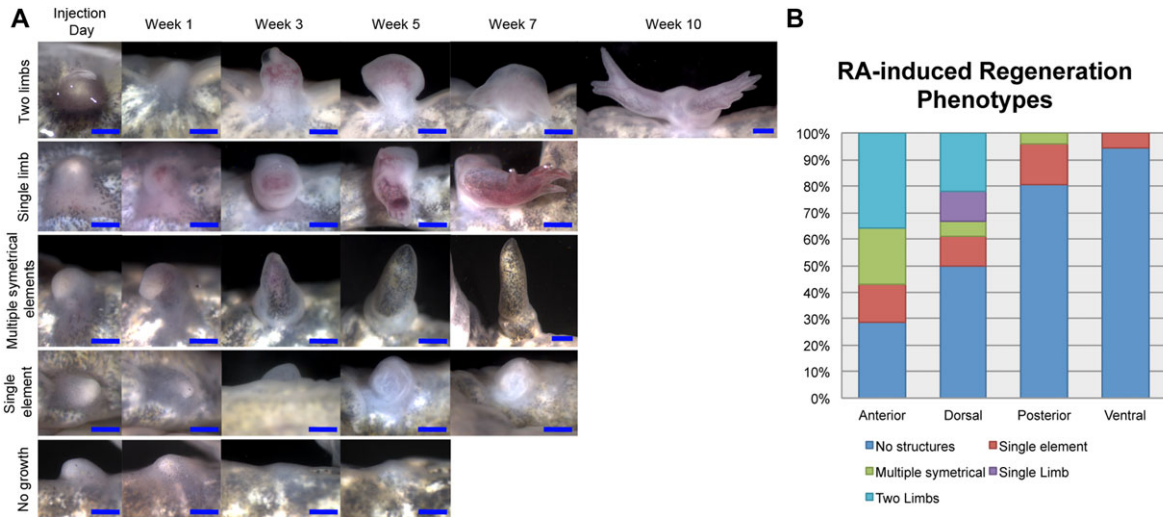 A
Injection
Day
Week 1
Week 3
Week 5
Week 7
Week 10
Two limbs
Single limb
Multiple symetrical
elements
Single
element
No growth
B
RA-induced Regeneration
Phenotypes
100%
90%
80%
70%
60%
50%
40%
30%
20%
10%
0%
Anterior
Dorsal
Posterior
Ventral
No structures
Single element
Multiple symetrical
Single Limb
Two Limbs